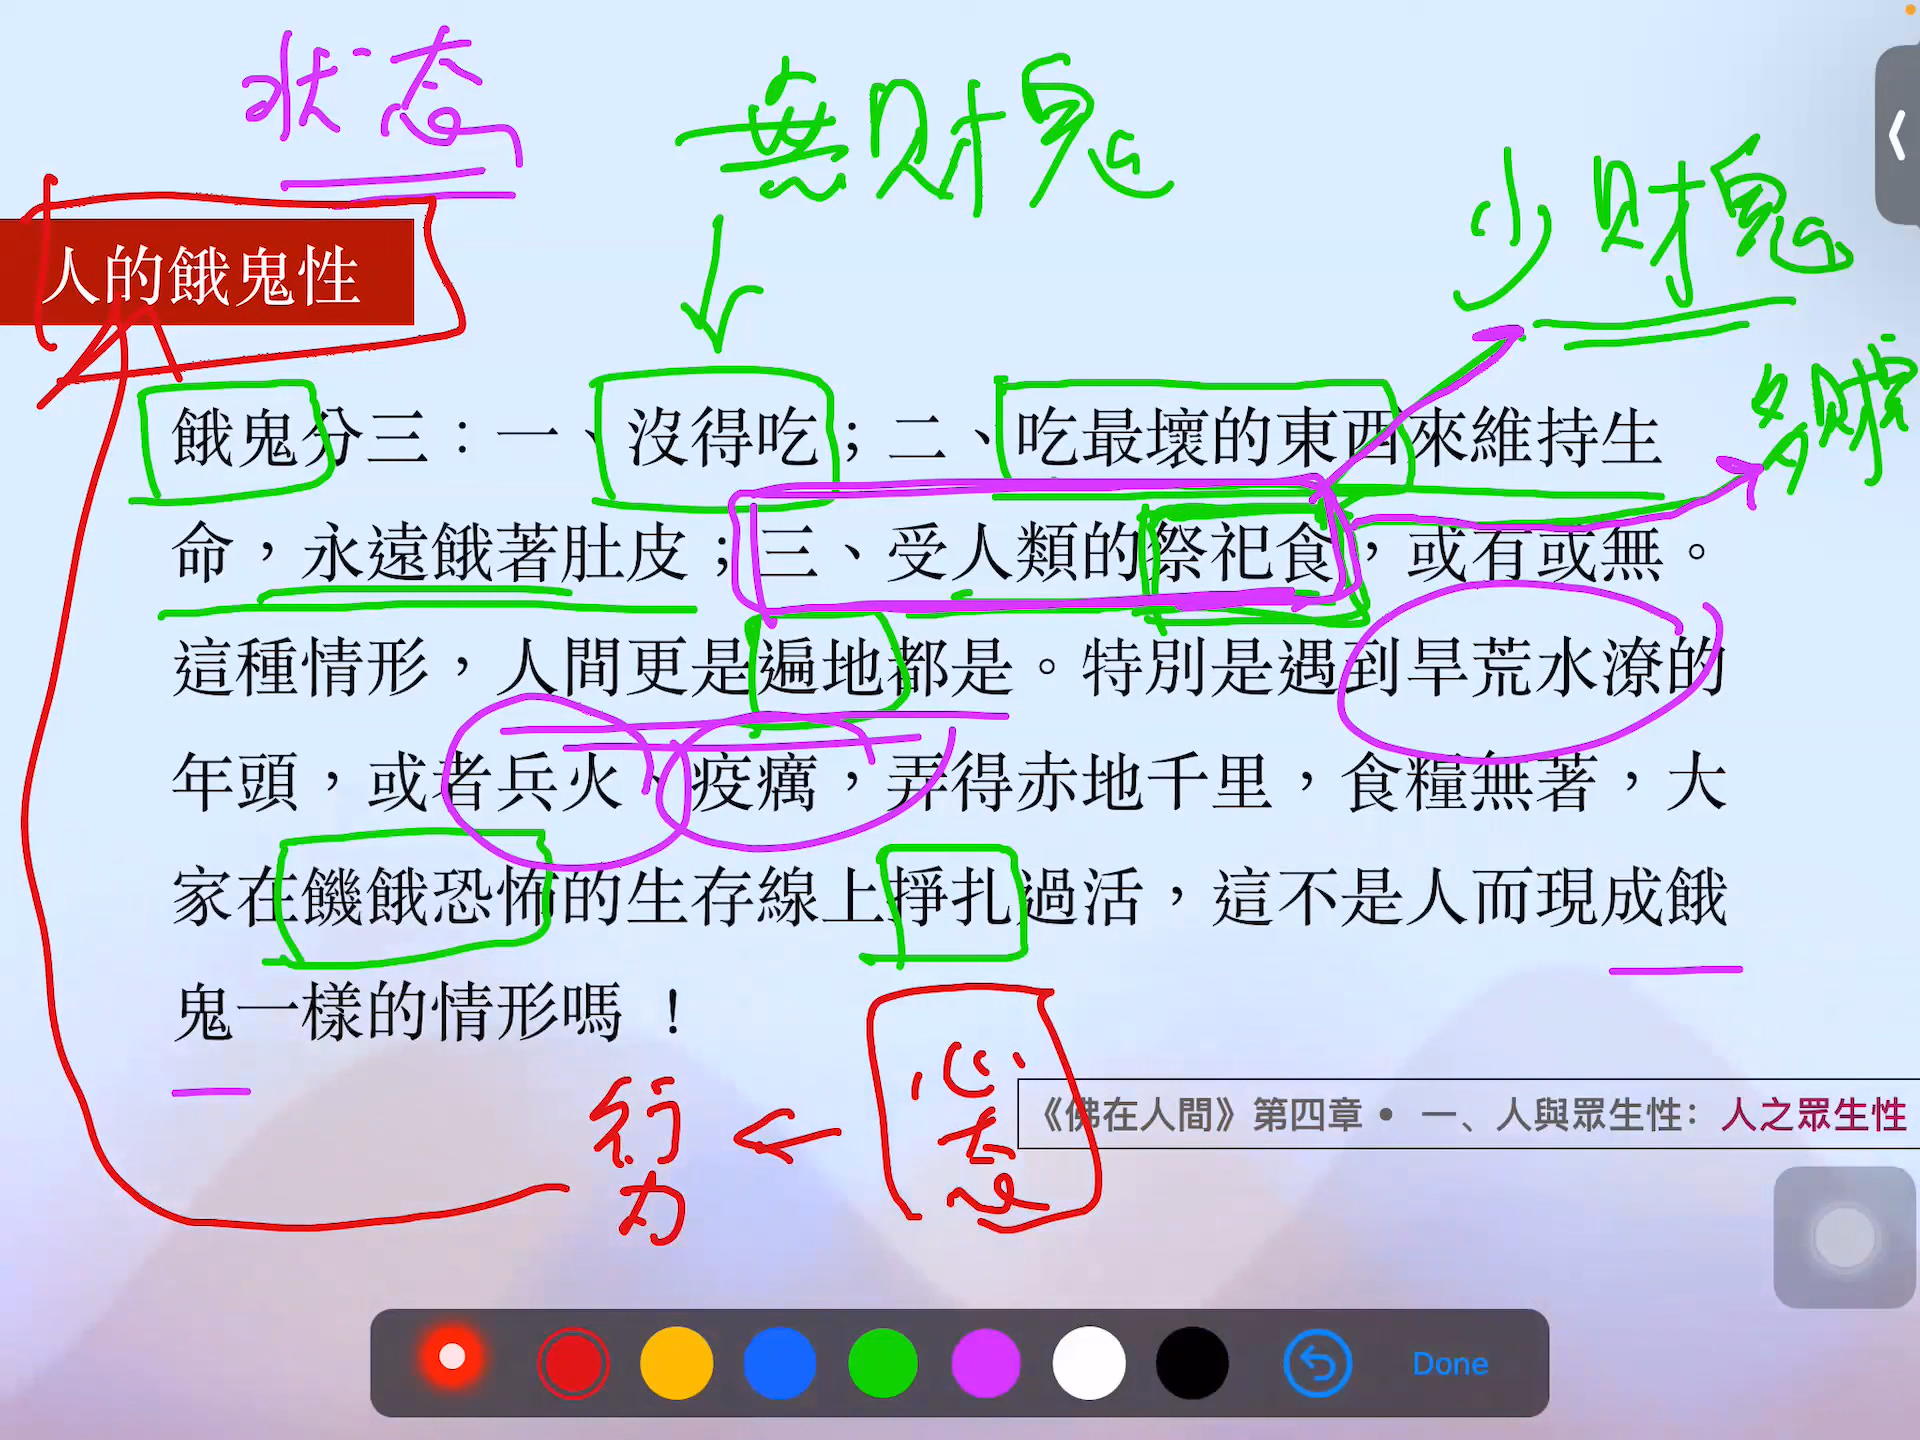 状态
無财鬼
少财鬼
人的餓鬼性
多财鬼
餓鬼分三：一、沒得吃；二、吃最壞的東西來維持生
命，永遠餓著肚皮；三、受人類的祭祀食，或有或無。
這種情形，人間更是遍地都是。特別是遇到旱荒水潦的
年頭，或者兵火、疫癘，弄得赤地千里，食糧無著，大
家在饑餓恐怖的生存線上掙扎過活，這不是人而現成餓
鬼一樣的情形嗎！
心态
行力
《佛在人間》第四章• 一、人與眾生性：人之眾生性
Done